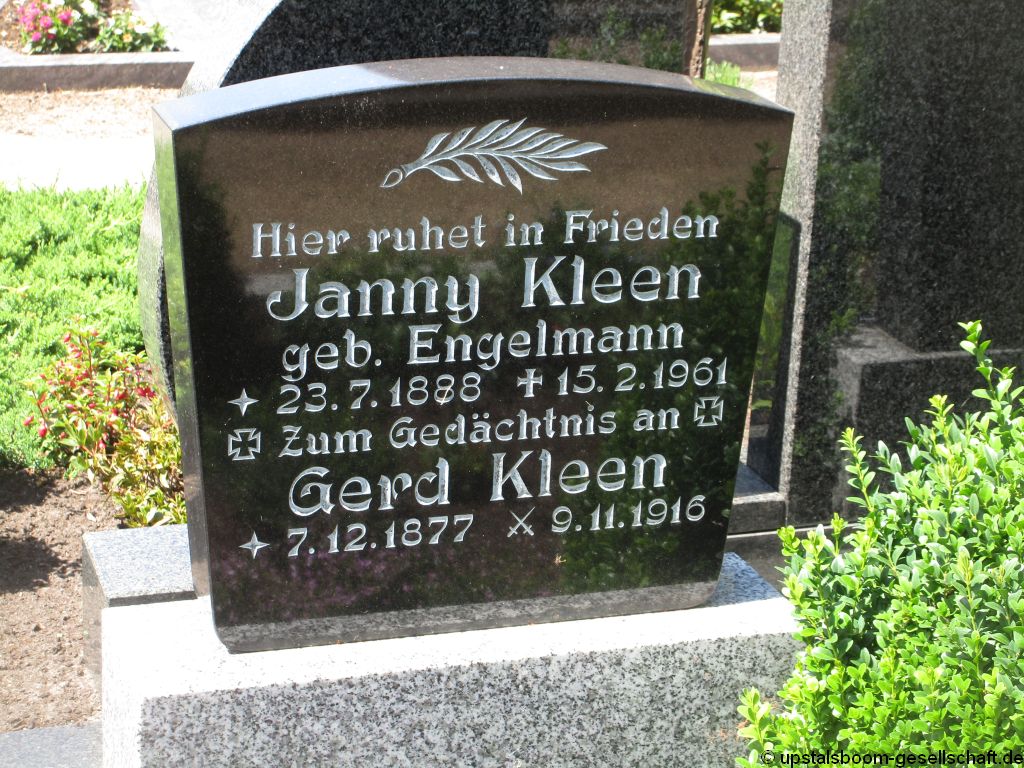 Hier ruhet in Frieden
Janny Kleen
geb. Engelmann
23. 7. 1888 15. 2. 1961
Zum Gedächtnis an
Gerd Kleen
7. 12. 1877 9. 11. 1916
© upstalsboom-gesellschaft.de